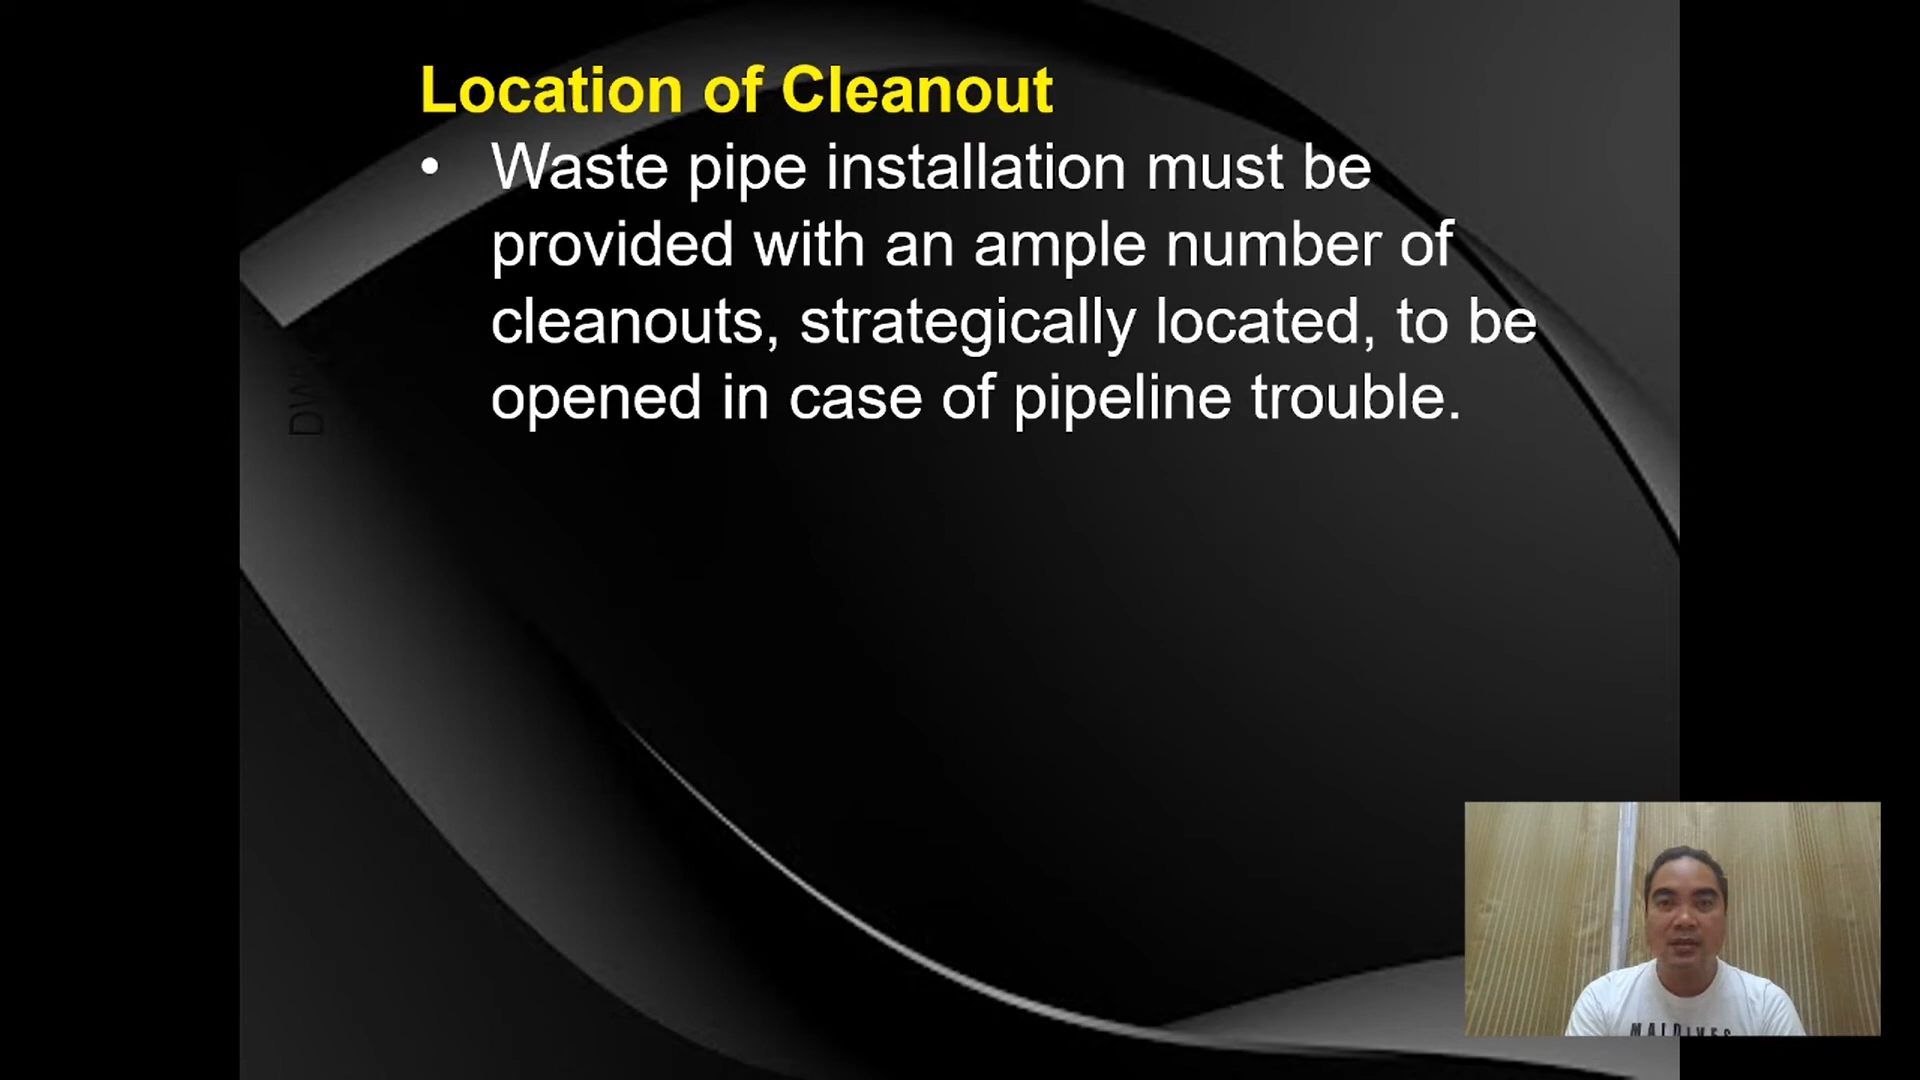 Location of Cleanout
• Waste pipe installation must be
provided with an ample number of
cleanouts, strategically located, to be
opened in case of pipeline trouble.
MALDIVES